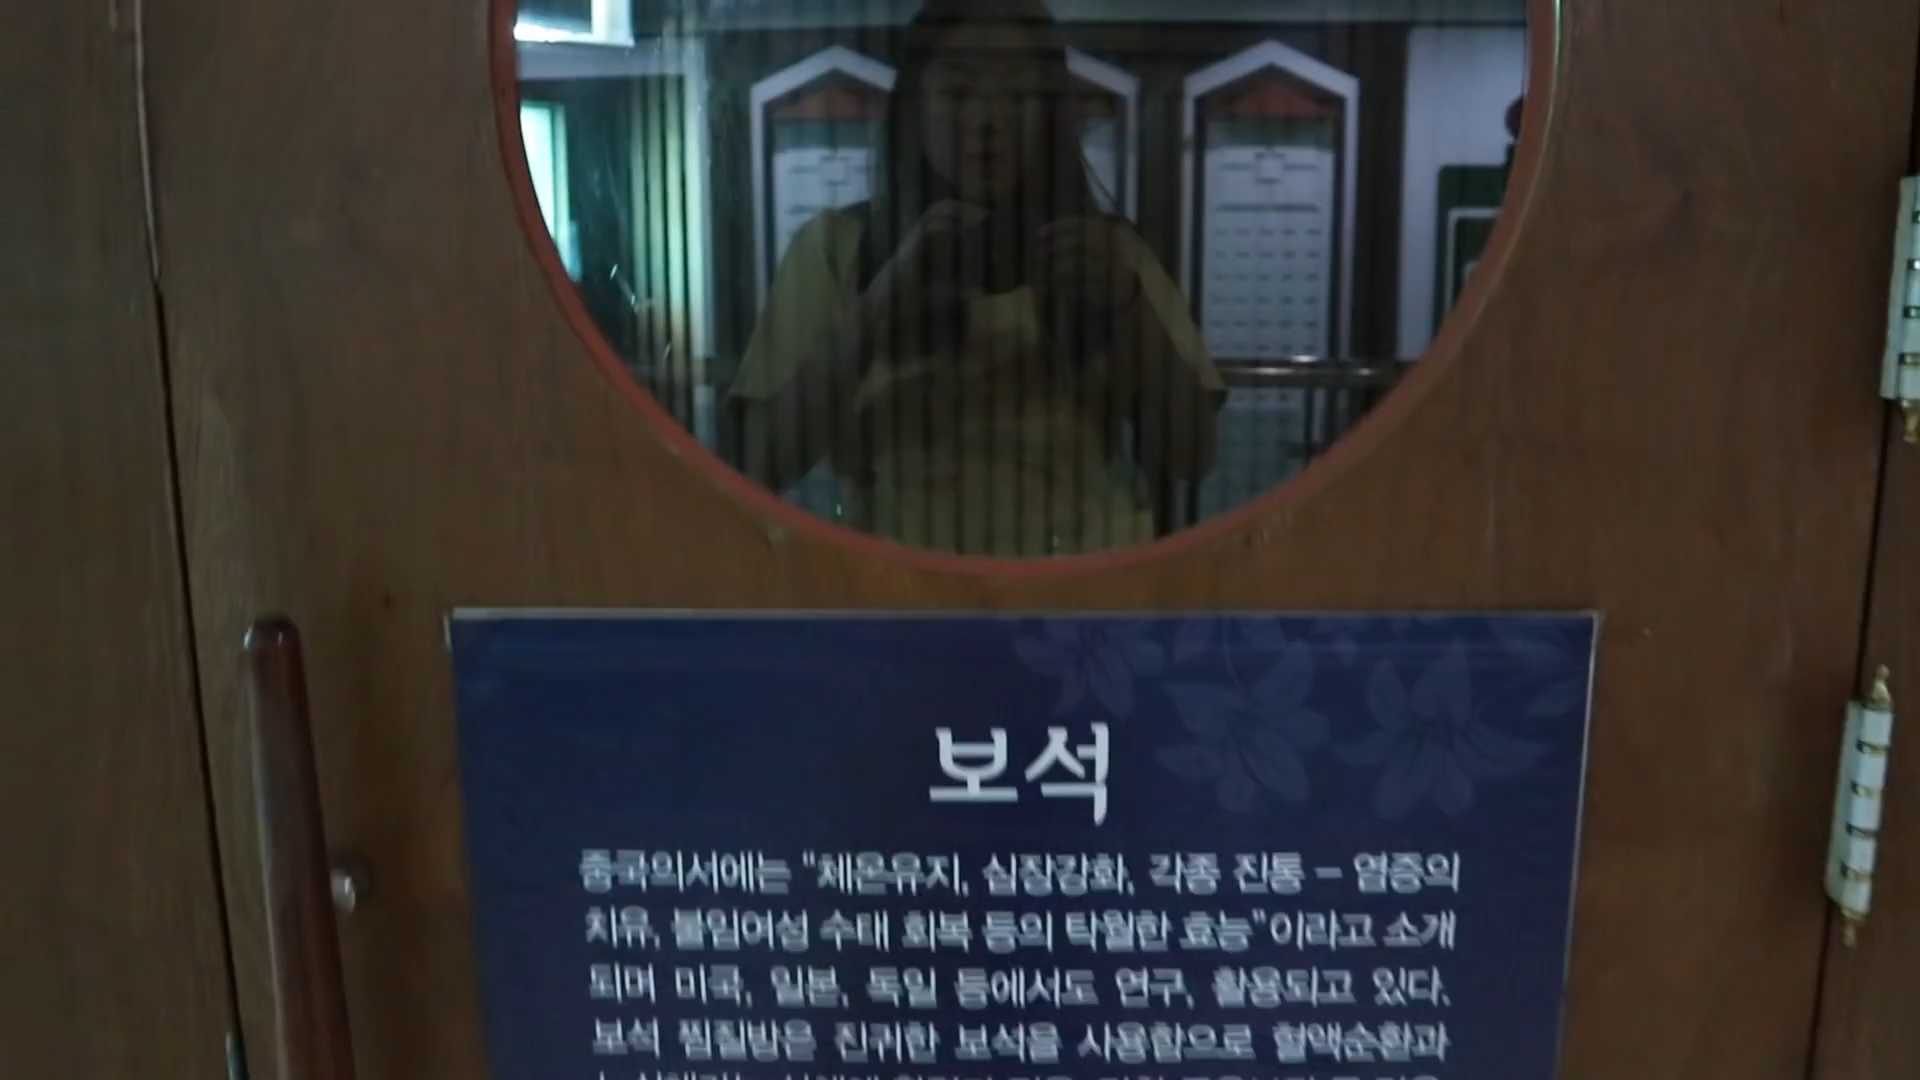 보석
중국의서에는 "체온유지, 심장강화, 각종 진통 - 염증의
치유, 불임여성 수태 회복 등의 탁월한 효능"이라고 소개
되며 미국, 일본, 독일 등에서도 연구, 활용되고 있다.
보석 찜질방은 진귀한 보석을 사용함으로 혈액순환과